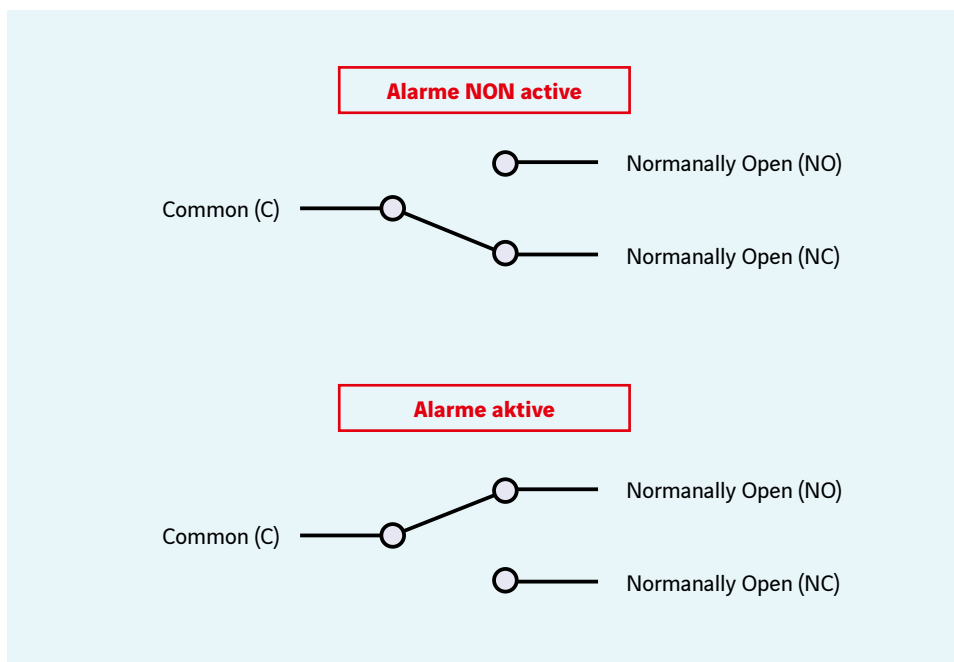 Alarme NON active
Normanally Open (NO)
Common (C)
Normanally Open (NC)
Alarme aktive
Normanally Open (NO)
Common (C)
Normanally Open (NC)